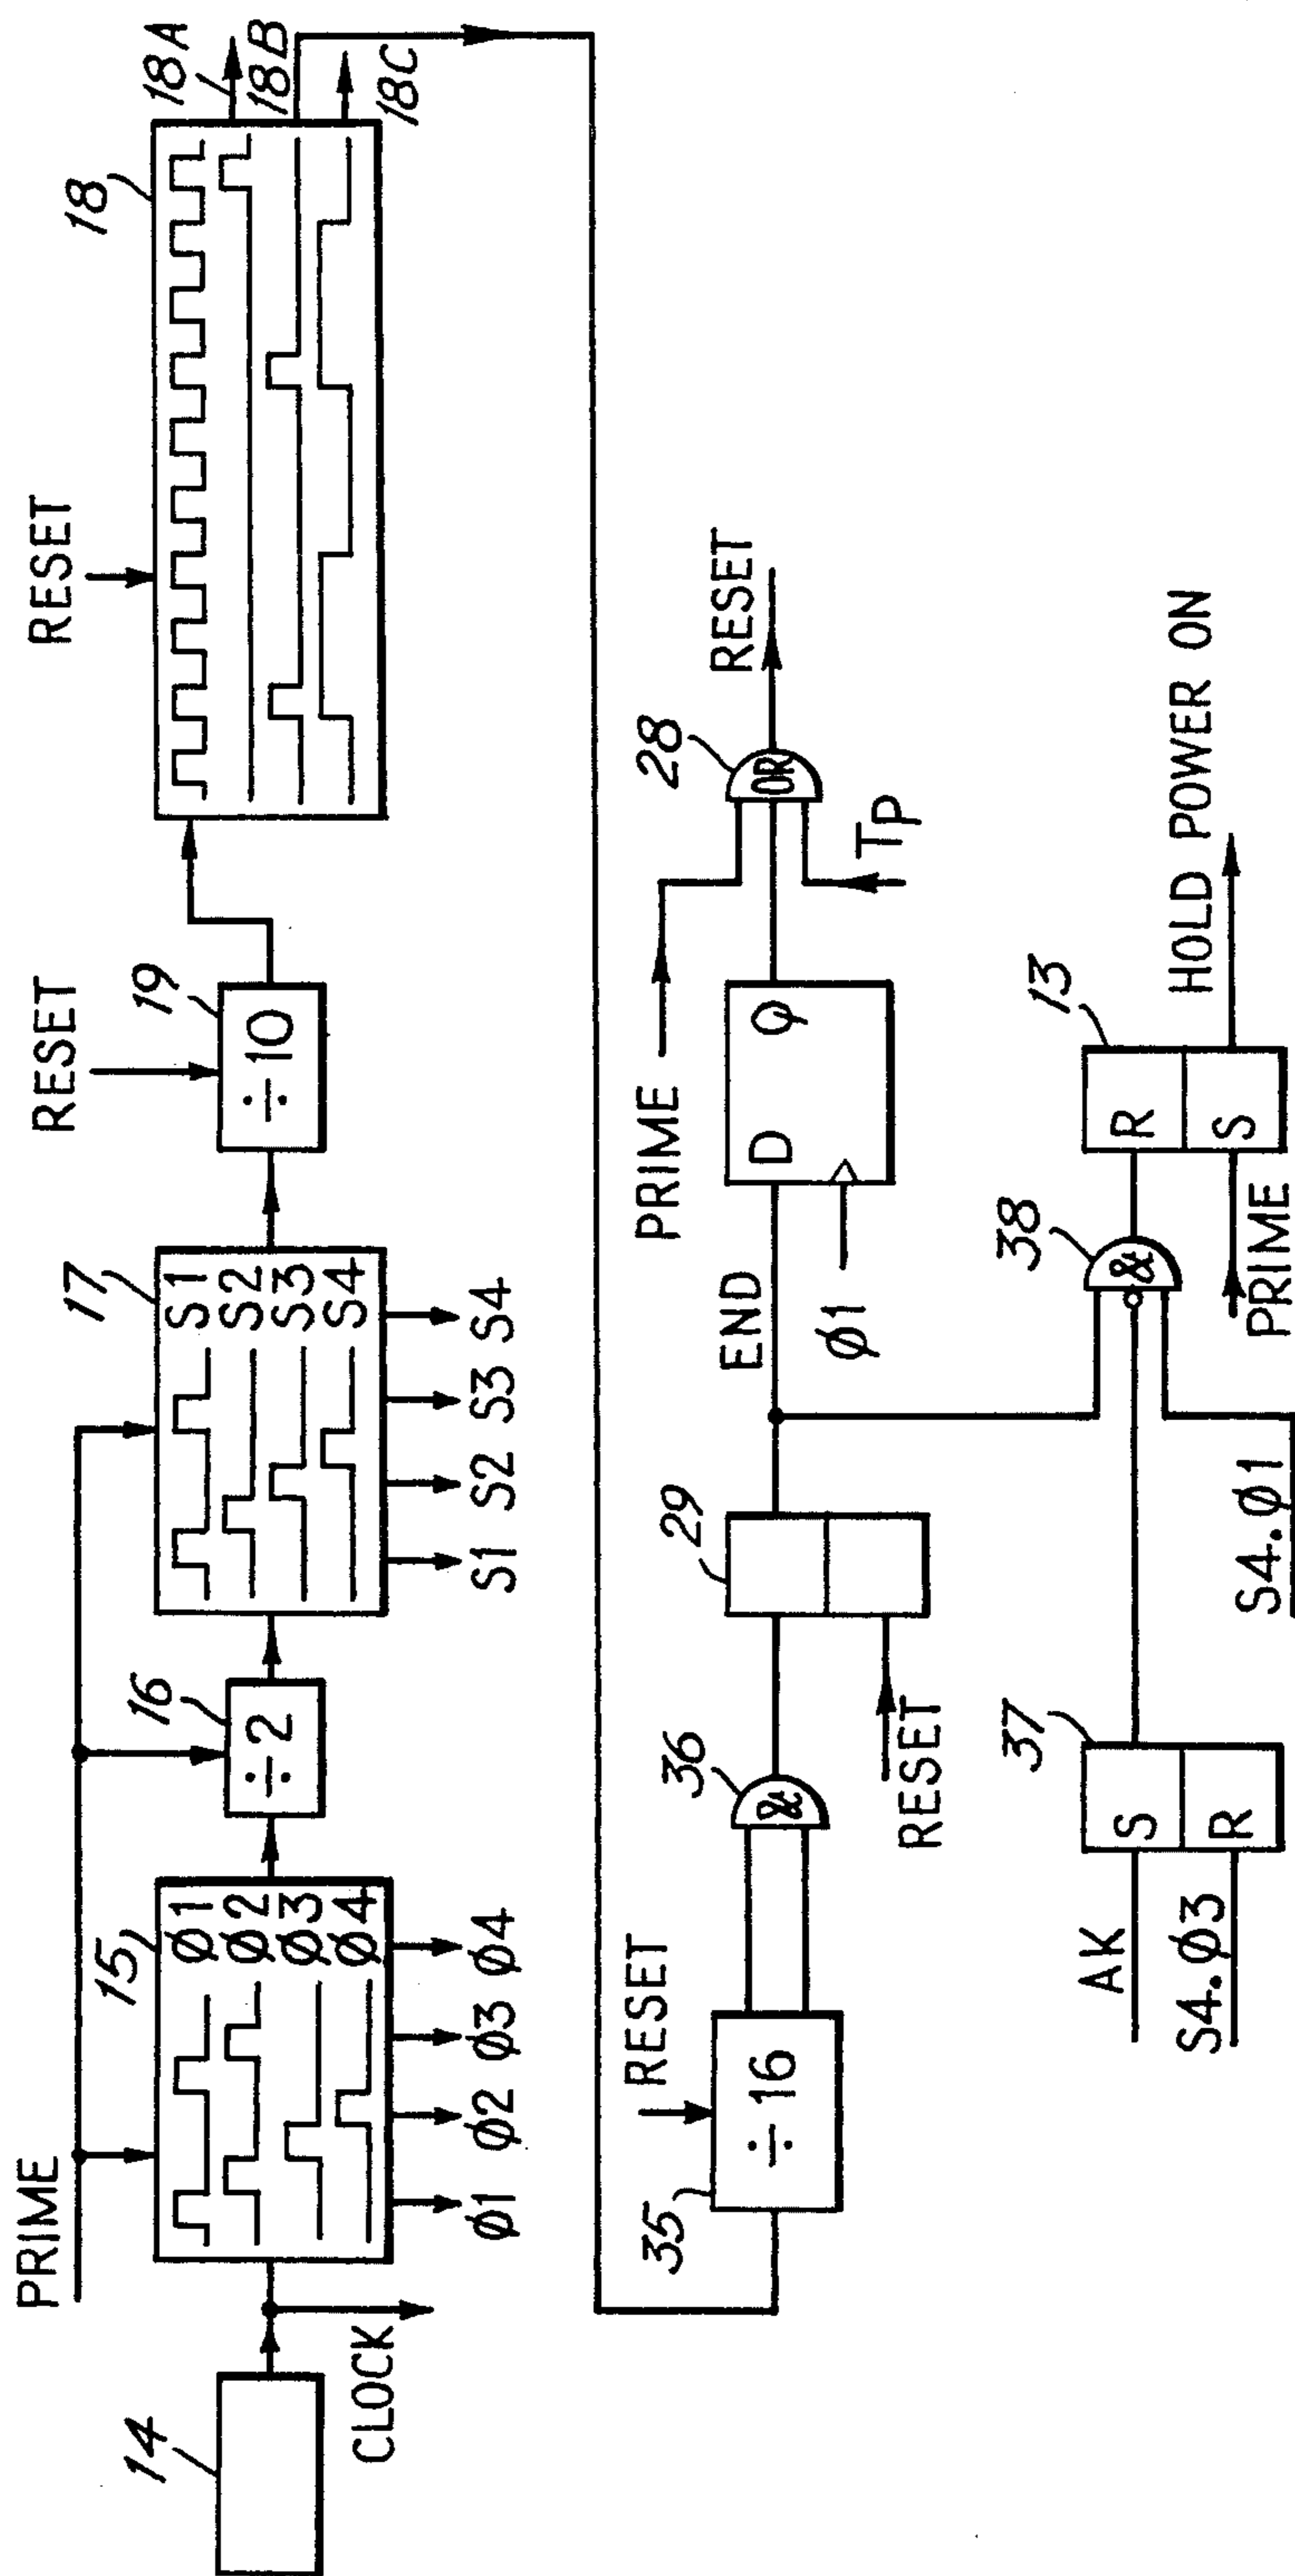 PRIME
14
CLOCK
15
Ø1
Ø2
Ø3
Ø4
Ø1 Ø2 Ø3 Ø4
16
÷2
17
S1
S2
S3
S4
S1 S2 S3 S4
RESET
19
÷10
RESET
18
18A
18B
18C
35
÷16
RESET
36
&
29
RESET
END
D Q
Ø1
PRIME
28
OR
T̅p
RESET
AK
S4.Ø3
37
S
R
S4.Ø1
38
&
13
R
S
PRIME
HOLD POWER ON